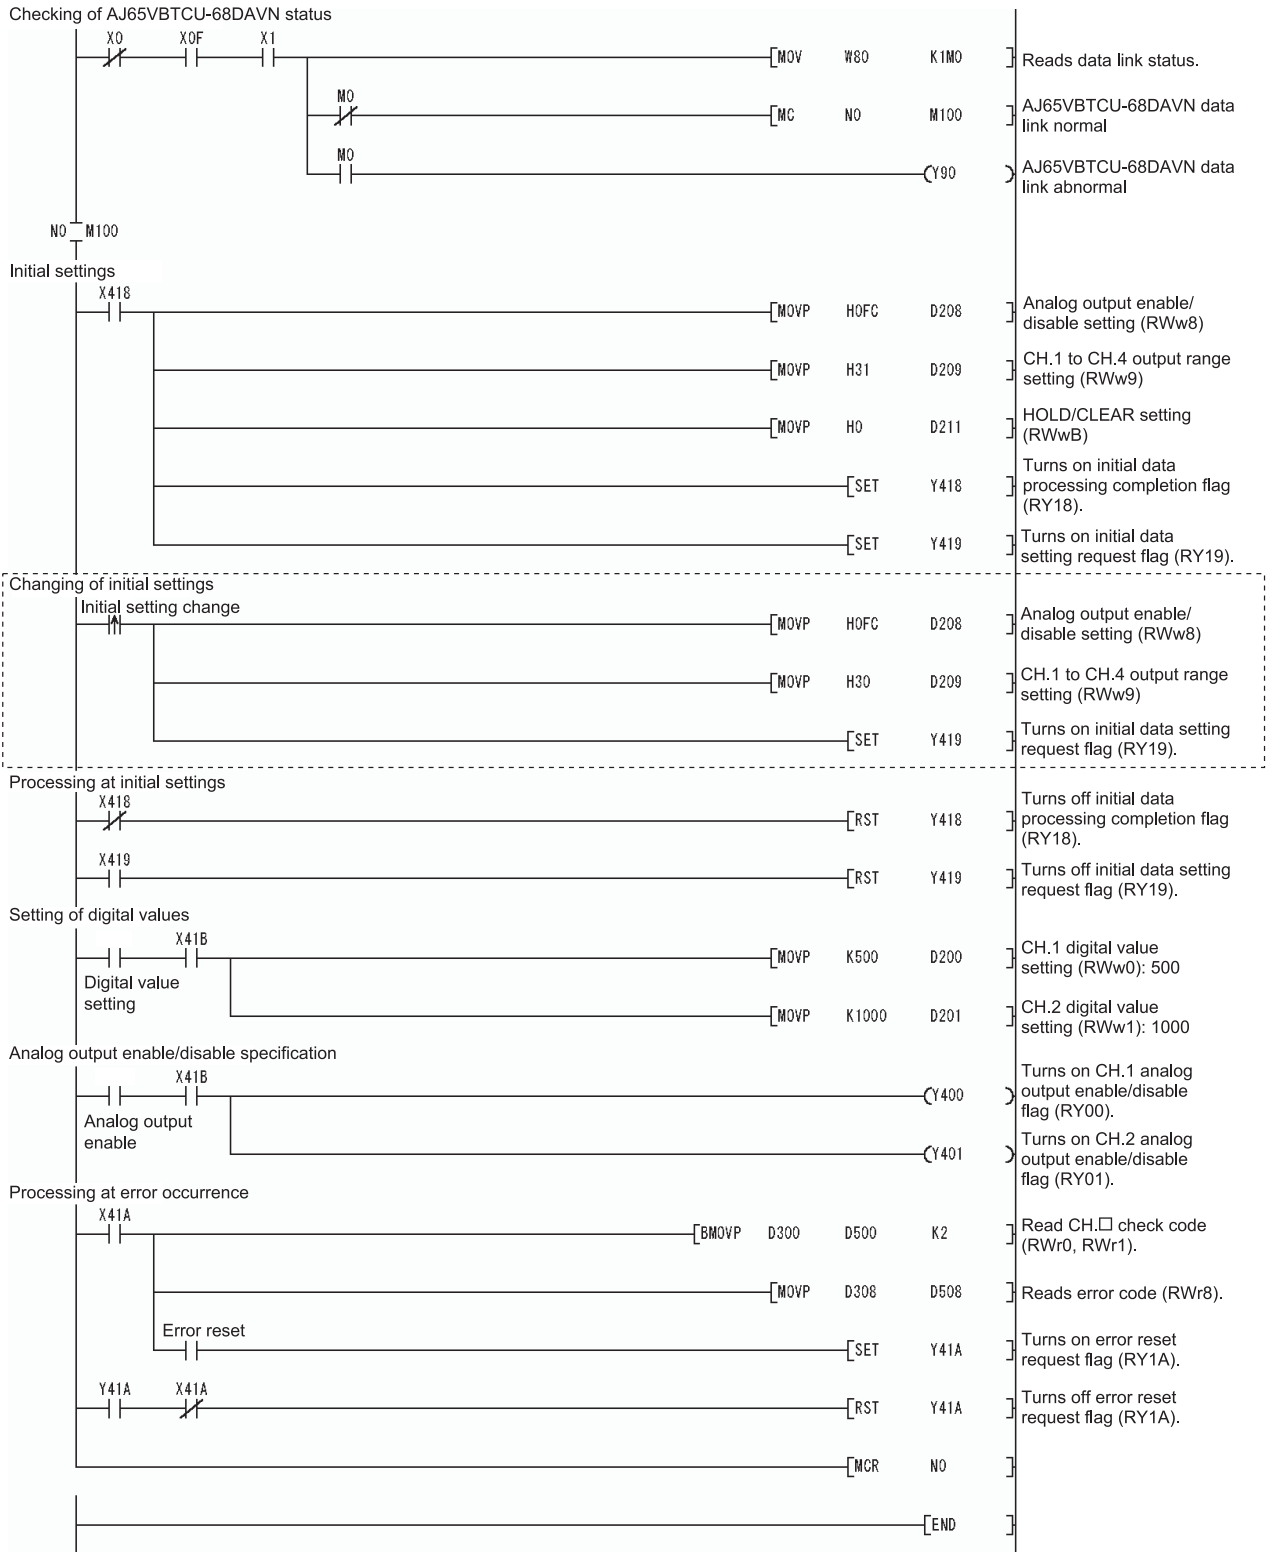 Checking of AJ65VBTCU-68DAVN status
X0 X0F X1
[MOV W80 K1M0 ] Reads data link status.
M0
[MC N0 M100 ] AJ65VBTCU-68DAVN data
link normal
M0
(Y90 ) AJ65VBTCU-68DAVN data
link abnormal
N0 M100
Initial settings
X418
[MOVP H0FC D208 ] Analog output enable/
disable setting (RWw8)
[MOVP H31 D209 ] CH.1 to CH.4 output range
setting (RWw9)
[MOVP H0 D211 ] HOLD/CLEAR setting
(RWwB)
Turns on initial data
[SET Y418 ] processing completion flag
(RY18).
[SET Y419 ] Turns on initial data
setting request flag (RY19).
Changing of initial settings
Initial setting change
[MOVP H0FC D208 ] Analog output enable/
disable setting (RWw8)
[MOVP H30 D209 ] CH.1 to CH.4 output range
setting (RWw9)
[SET Y419 ] Turns on initial data setting
request flag (RY19).
Processing at initial settings
X418
Turns off initial data
[RST Y418 ] processing completion flag
(RY18).
X419
[RST Y419 ] Turns off initial data setting
request flag (RY19).
Setting of digital values
X41B
Digital value
setting
[MOVP K500 D200 ] CH.1 digital value
setting (RWw0): 500
[MOVP K1000 D201 ] CH.2 digital value
setting (RWw1): 1000
Analog output enable/disable specification
X41B
Analog output
enable
Turns on CH.1 analog
(Y400 ) output enable/disable
flag (RY00).
Turns on CH.2 analog
(Y401 ) output enable/disable
flag (RY01).
Processing at error occurrence
X41A
[BMOVP D300 D500 K2 ] Read CH.□ check code
(RWr0, RWr1).
[MOVP D308 D508 ] Reads error code (RWr8).
Error reset
[SET Y41A ] Turns on error reset
request flag (RY1A).
Y41A X41A
[RST Y41A ] Turns off error reset
request flag (RY1A).
[MCR N0 ]
[END ]